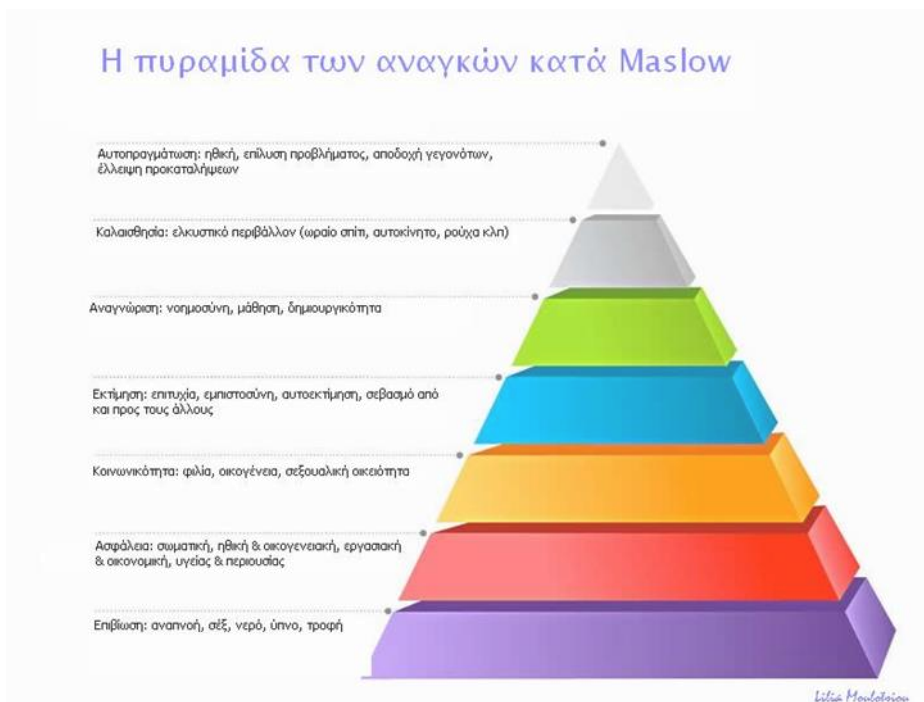 Η πυραμίδα των αναγκών κατά Maslow
Αυτοπραγμάτωση: ηθική, επίλυση προβλήματος, αποδοχή γεγονότων,
έλλειψη προκαταλήψεων
Καλαισθησία: ελκυστικό περιβάλλον (ωραίο σπίτι, αυτοκίνητο, ρούχα κλπ)
Αναγνώριση: νοημοσύνη, μάθηση, δημιουργικότητα
Εκτίμηση: επιτυχία, εμπιστοσύνη, αυτοεκτίμηση, σεβασμό από
και προς τους άλλους
Κοινωνικότητα: φιλία, οικογένεια, σεξουαλική οικειότητα
Ασφάλεια: σωματική, ηθική & οικογενειακή, εργασιακή
& οικονομική, υγείας & περιουσίας
Επιβίωση: αναπνοή, σέξ, νερό, ύπνο, τροφή
Lilia